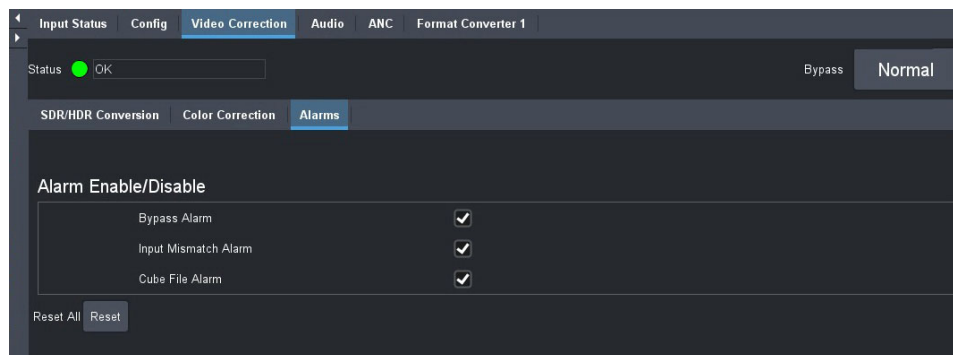 Input Status Config Video Correction Audio ANC Format Converter 1
Status OK Bypass Normal
SDR/HDR Conversion Color Correction Alarms
Alarm Enable/Disable
Bypass Alarm
Input Mismatch Alarm
Cube File Alarm
Reset All Reset